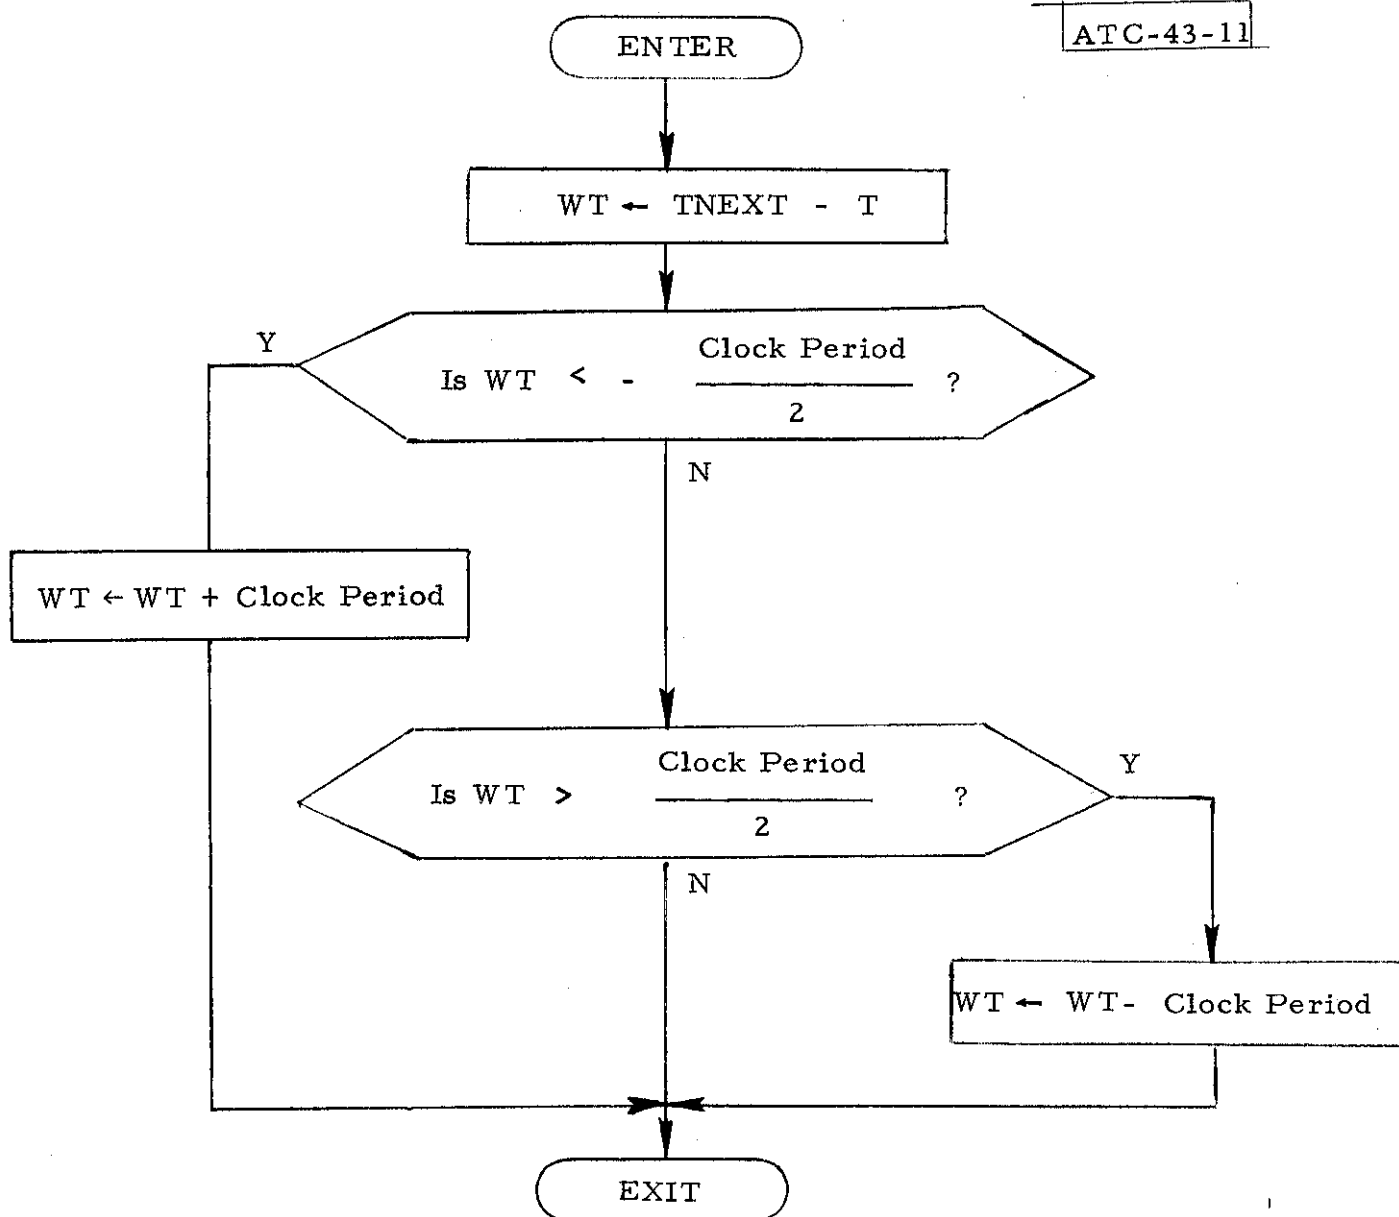 ATC-43-11
ENTER
WT ← TNEXT - T
Y
Is WT < - Clock Period / 2 ?
N
WT ← WT + Clock Period
Is WT > Clock Period / 2 ?
Y
N
WT ← WT - Clock Period
EXIT